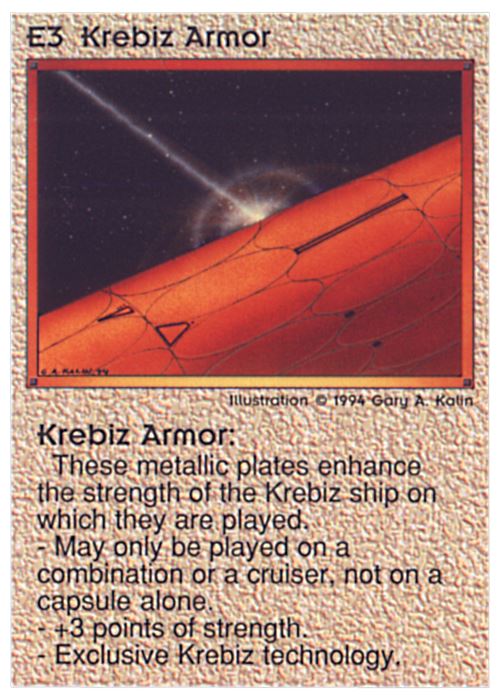 E3 Krebiz Armor
© G. A. KALIN '94
Illustration © 1994 Gary A. Kalin
Krebiz Armor:
These metallic plates enhance
the strength of the Krebiz ship on
which they are played.
- May only be played on a
combination or a cruiser, not on a
capsule alone.
- +3 points of strength.
- Exclusive Krebiz technology.